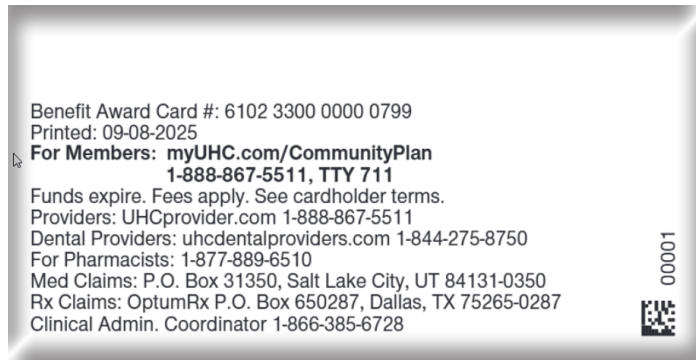 Benefit Award Card #: 6102 3300 0000 0799
Printed: 09-08-2025
For Members: myUHC.com/CommunityPlan
1-888-867-5511, TTY 711
Funds expire. Fees apply. See cardholder terms.
Providers: UHCprovider.com 1-888-867-5511
Dental Providers: uhcdentalproviders.com 1-844-275-8750
For Pharmacists: 1-877-889-6510
Med Claims: P.O. Box 31350, Salt Lake City, UT 84131-0350
Rx Claims: OptumRx P.O. Box 650287, Dallas, TX 75265-0287
Clinical Admin. Coordinator 1-866-385-6728
00001